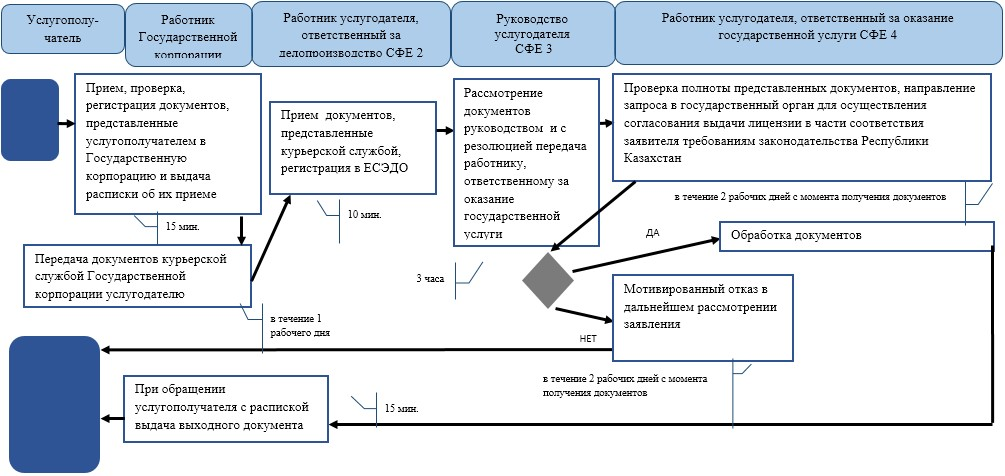 Услугополу-
чатель
Работник
Государственной
корпорации
Работник услугодателя,
ответственный за
делопроизводство СФЕ 2
Руководство
услугодателя
СФЕ 3
Работник услугодателя, ответственный за оказание
государственной услуги СФЕ 4
Прием, проверка,
регистрация документов,
представленные
услугополучателем в
Государственную
корпорацию и выдача
расписки об их приеме
15 мин.
Передача документов курьерской
службой Государственной
корпорации услугодателю
в течение 1
рабочего дня
Прием документов,
представленные
курьерской службой,
регистрация в ЕСЭДО
10 мин.
Рассмотрение
документов
руководством и с
резолюцией передача
работнику,
ответственному за
оказание
государственной
услуги
3 часа
Проверка полноты представленных документов, направление
запроса в государственный орган для осуществления
согласования выдачи лицензии в части соответствия
заявителя требованиям законодательства Республики
Казахстан
в течение 2 рабочих дней с момента получения документов
ДА
Обработка документов
Мотивированный отказ в
дальнейшем рассмотрении
заявления
НЕТ
в течение 2 рабочих дней с момента
получения документов
При обращении
услугополучателя с распиской
выдача выходного документа
15 мин.